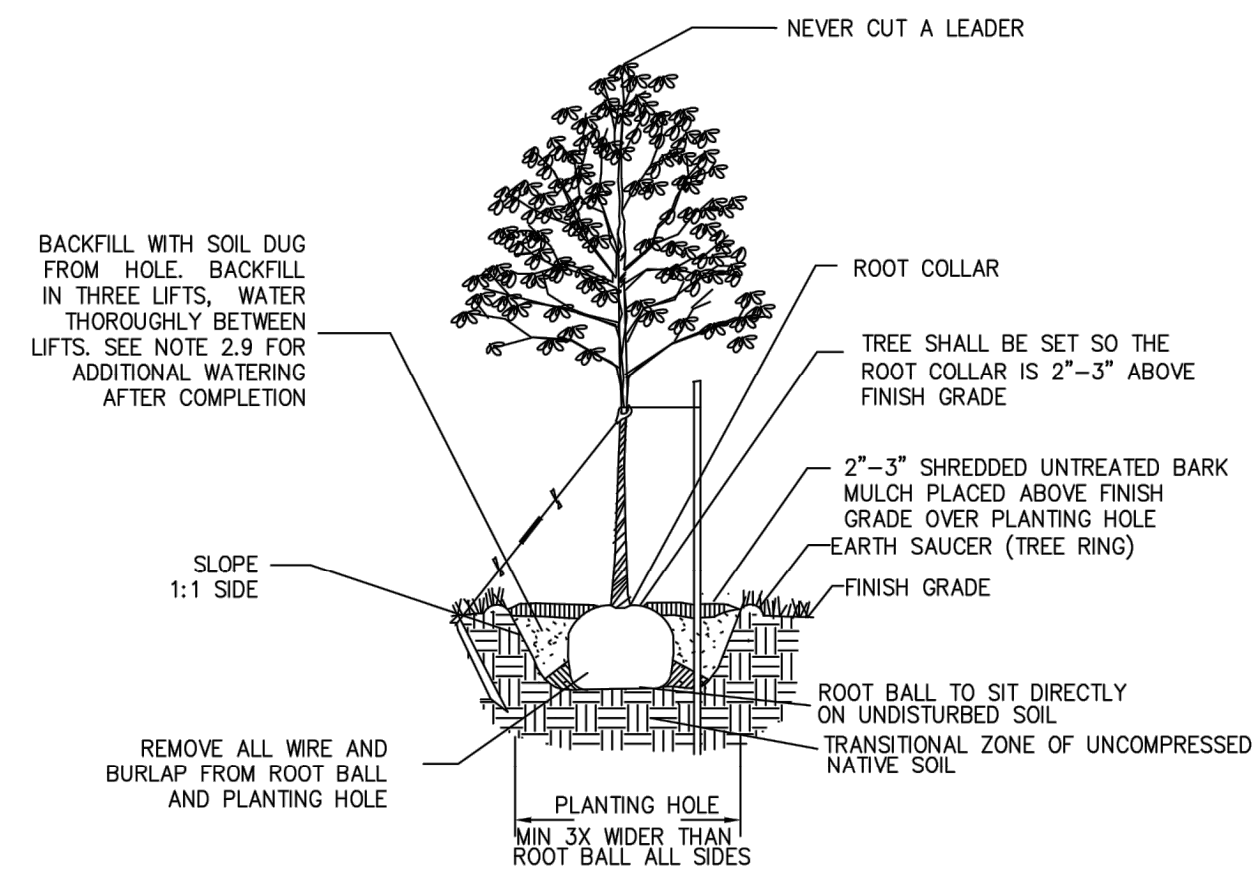 NEVER CUT A LEADER
BACKFILL WITH SOIL DUG
FROM HOLE. BACKFILL
IN THREE LIFTS, WATER
THOROUGHLY BETWEEN
LIFTS. SEE NOTE 2.9 FOR
ADDITIONAL WATERING
AFTER COMPLETION
ROOT COLLAR
TREE SHALL BE SET SO THE
ROOT COLLAR IS 2"-3" ABOVE
FINISH GRADE
2"-3" SHREDDED UNTREATED BARK
MULCH PLACED ABOVE FINISH
GRADE OVER PLANTING HOLE
EARTH SAUCER (TREE RING)
SLOPE
1:1 SIDE
FINISH GRADE
ROOT BALL TO SIT DIRECTLY
ON UNDISTURBED SOIL
TRANSITIONAL ZONE OF UNCOMPRESSED
NATIVE SOIL
REMOVE ALL WIRE AND
BURLAP FROM ROOT BALL
AND PLANTING HOLE
PLANTING HOLE
MIN 3X WIDER THAN
ROOT BALL ALL SIDES